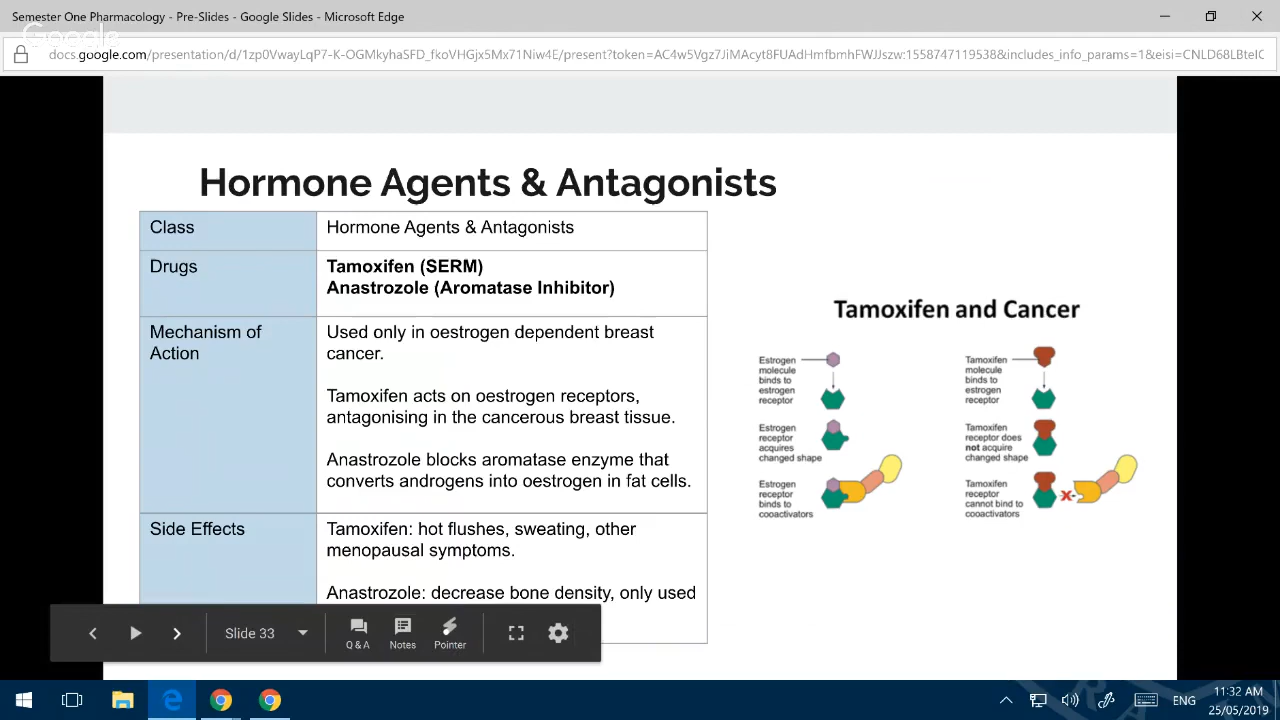 Semester One Pharmacology - Pre-Slides - Google Slides - Microsoft Edge
Google
docs.google.com/presentation/d/1zp0VwayLqP7-K-OGMkyhaSFD_fkoVHGjx5Mx71Niw4E/present?token=AC4w5Vgz7JiMAcyt8FUAdHmfbmhFWJJszw:1558747119538&includes_info_params=1&eisi=CNLD68LBteIC
Hormone Agents & Antagonists
Class
Hormone Agents & Antagonists
Drugs
Tamoxifen (SERM)
Anastrozole (Aromatase Inhibitor)
Mechanism of
Action
Used only in oestrogen dependent breast
cancer.
Tamoxifen acts on oestrogen receptors,
antagonising in the cancerous breast tissue.
Anastrozole blocks aromatase enzyme that
converts androgens into oestrogen in fat cells.
Side Effects
Tamoxifen: hot flushes, sweating, other
menopausal symptoms.
Anastrozole: decrease bone density, only used
Tamoxifen and Cancer
Estrogen
molecule
binds to
estrogen
receptor
Estrogen
receptor
acquires
changed shape
Estrogen
receptor
binds to
cooactivators
Tamoxifen
molecule
binds to
estrogen
receptor
Tamoxifen
receptor does
not acquire
changed shape
Tamoxifen
receptor
cannot bind to
cooactivators
X
Slide 33
Q & A
Notes
Pointer
ENG
11:32 AM
25/05/2019